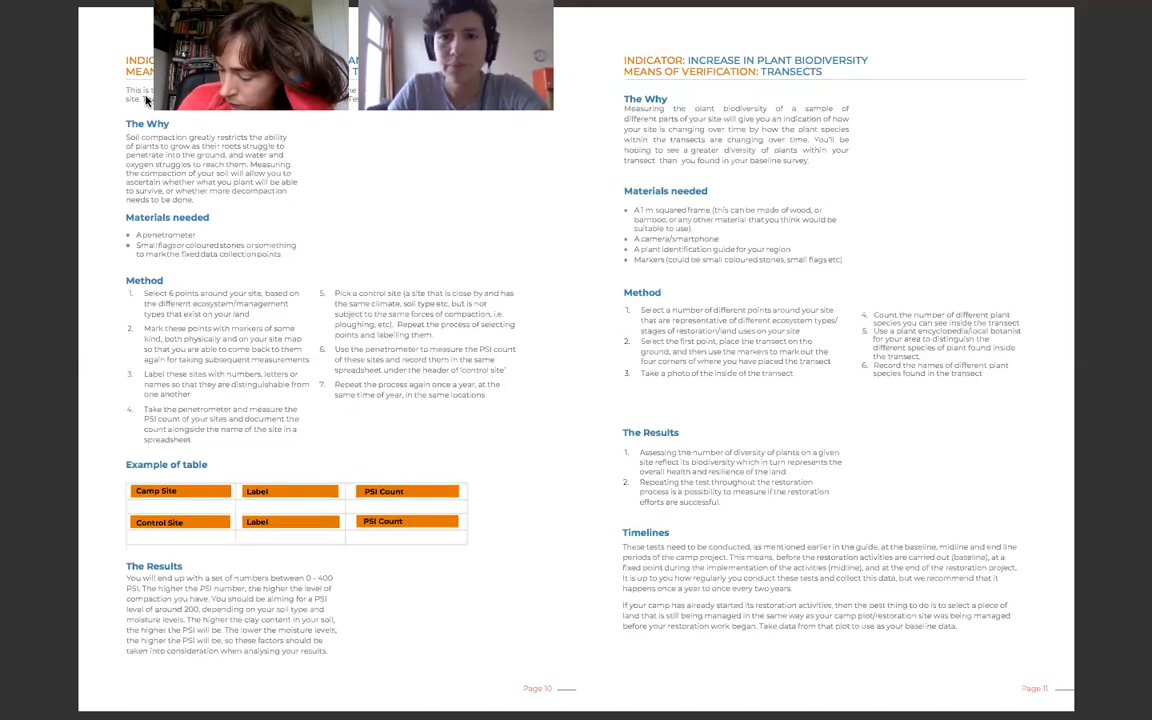 INDIC
MEAN
This is t
site. T
The Why
Soil compaction greatly restricts the ability
of plants to grow as their roots struggle to
penetrate into the ground, and water and
oxygen struggles to reach them. Measuring
the compaction of your soil will allow you to
ascertain whether what you plant will be able
to survive, or whether more decompaction
needs to be done.
Materials needed
• A penetrometer
• Small flags or coloured stones or something
to mark the fixed data collection points
Method
1. Select 6 points around your site, based on
the different ecosystem/management
types that exist on your land
2. Mark these points with markers of some
kind, both physically and on your site map
so that you are able to come back to them
again for taking subsequent measurements
3. Label these sites with numbers, letters or
names so that they are distinguishable from
one another
4. Take the penetrometer and measure the
PSI count of your sites and document the
count alongside the name of the site in a
spreadsheet
5. Pick a control site (a site that is close by and has
the same climate, soil type etc, but is not
subject to the same forces of compaction, i.e.
ploughing, etc). Repeat the process of selecting
points and labelling them.
6. Use the penetrometer to measure the PSI count
of these sites and record them in the same
spreadsheet under the header of 'control site'
7. Repeat the process again once a year, at the
same time of year, in the same locations
Example of table
Camp Site Label PSI Count
Control Site Label PSI Count
The Results
You will end up with a set of numbers between 0 - 400
PSI. The higher the PSI number, the higher the level of
compaction you have. You should be aiming for a PSI
level of around 200, depending on your soil type and
moisture levels. The higher the clay content in your soil,
the higher the PSI will be. The lower the moisture levels,
the higher the PSI will be, so these factors should be
taken into consideration when analysing your results.
Page 10
INDICATOR: INCREASE IN PLANT BIODIVERSITY
MEANS OF VERIFICATION: TRANSECTS
The Why
Measuring the plant biodiversity of a sample of
different parts of your site will give you an indication of how
your site is changing over time by how the plant species
within the transects are changing over time. You'll be
hoping to see a greater diversity of plants within your
transect than you found in your baseline survey.
Materials needed
• A 1 m squared frame (this can be made of wood, or
bamboo, or any other material that you think would be
suitable to use).
• A camera/smartphone
• A plant identification guide for your region
• Markers (could be small coloured stones, small flags etc)
Method
1. Select a number of different points around your site
that are representative of different ecosystem types/
stages of restoration/land uses on your site
2. Select the first point, place the transect on the
ground, and then use the markers to mark out the
four corners of where you have placed the transect
3. Take a photo of the inside of the transect
4. Count the number of different plant
species you can see inside the transect
5. Use a plant encyclopedia/local botanist
for your area to distinguish the
different species of plant found inside
the transect.
6. Record the names of different plant
species found in the transect
The Results
1. Assessing the number of diversity of plants on a given
site reflect its biodiversity which in turn represents the
overall health and resilience of the land
2. Repeating the test throughout the restoration
process is a possibility to measure if the restoration
efforts are successful.
Timelines
These tests need to be conducted, as mentioned earlier in the guide, at the baseline, midline and end line
periods of the camp project. This means, before the restoration activities are carried out (baseline), at a
fixed point during the implementation of the activities (midline), and at the end of the restoration project.
It is up to you how regularly you conduct these tests and collect this data, but we recommend that it
happens once a year to once every two years.
If your camp has already started its restoration activities, then the best thing to do is to select a piece of
land that is still being managed in the same way as your camp plot/restoration site was being managed
before your restoration work began. Take data from that plot to use as your baseline data.
Page 11